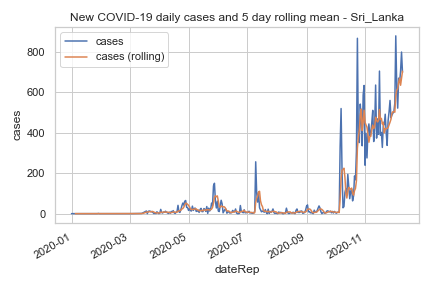 New COVID-19 daily cases and 5 day rolling mean - Sri_Lanka
cases
cases (rolling)
800
600
400
200
0
cases
2020-01
2020-03
2020-05
2020-07
2020-09
2020-11
dateRep